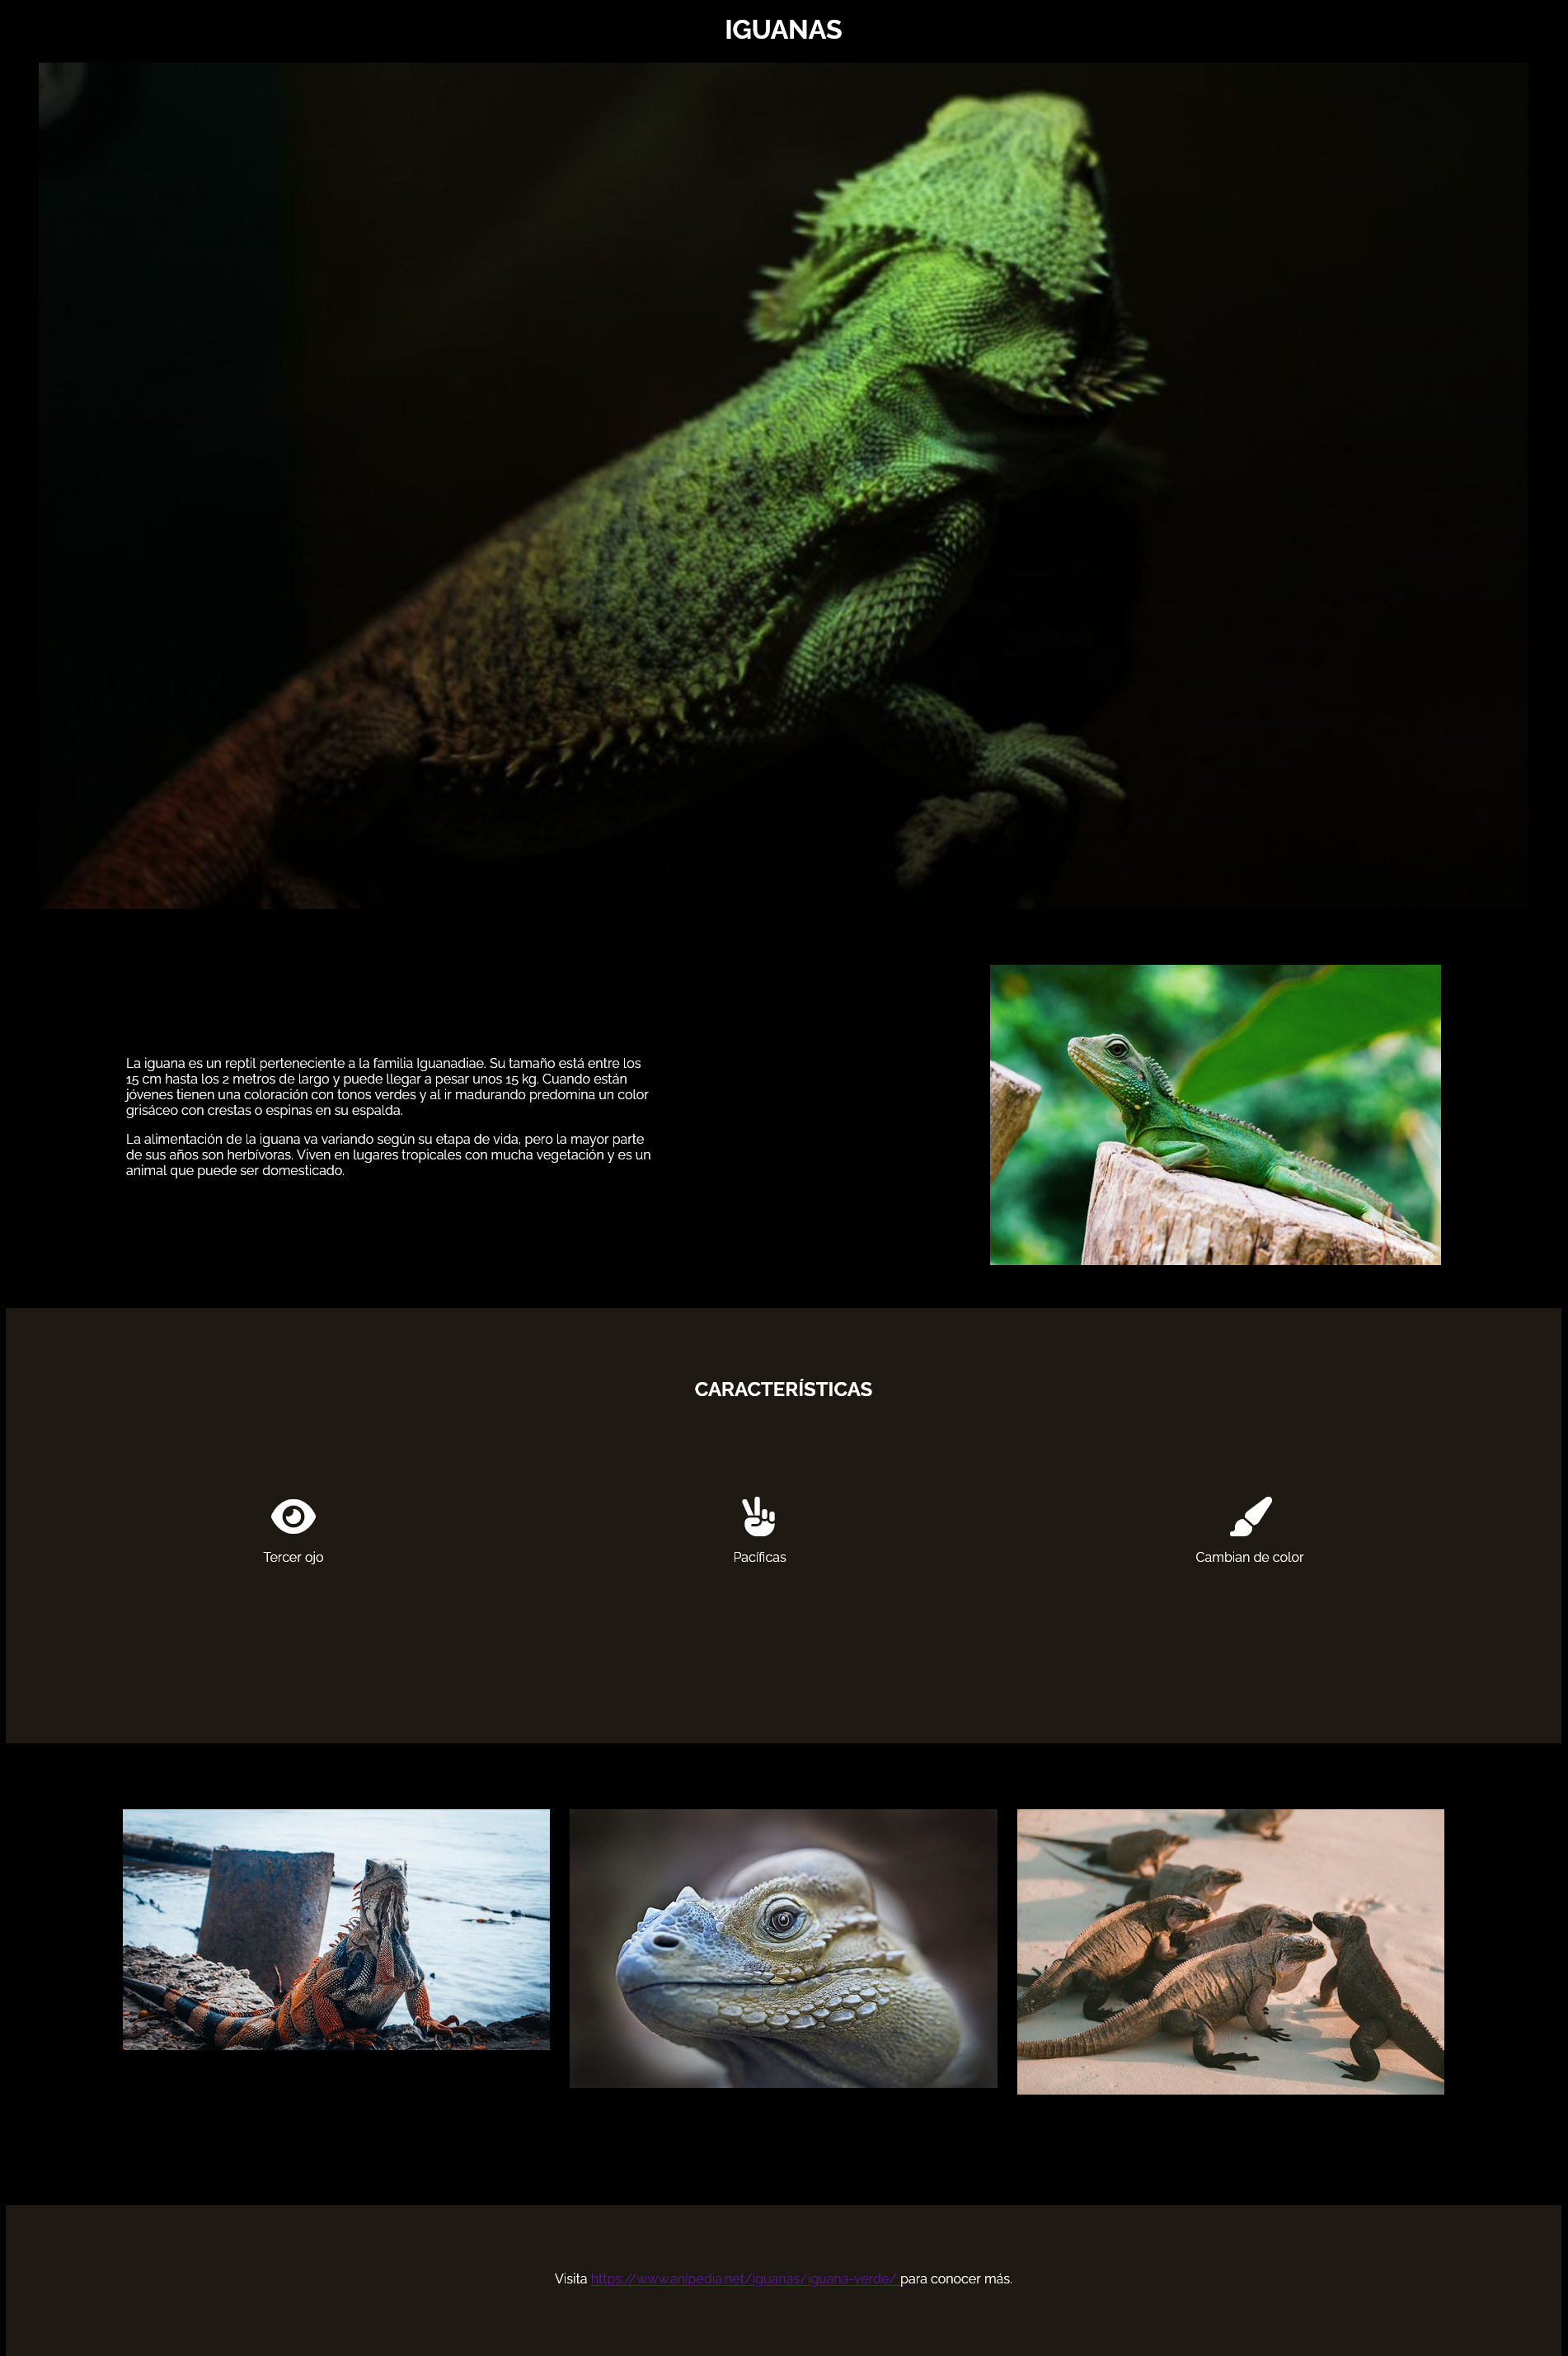 IGUANAS
La iguana es un reptil perteneciente a la familia Iguanadiae. Su tamaño está entre los
15 cm hasta los 2 metros de largo y puede llegar a pesar unos 15 kg. Cuando están
jóvenes tienen una coloración con tonos verdes y al ir madurando predomina un color
grisáceo con crestas o espinas en su espalda.
La alimentación de la iguana va variando según su etapa de vida, pero la mayor parte
de sus años son herbívoras. Viven en lugares tropicales con mucha vegetación y es un
animal que puede ser domesticado.
CARACTERÍSTICAS
Tercer ojo
Pacíficas
Cambian de color
Visita https://www.anipedia.net/iguanas/iguana-verde/ para conocer más.